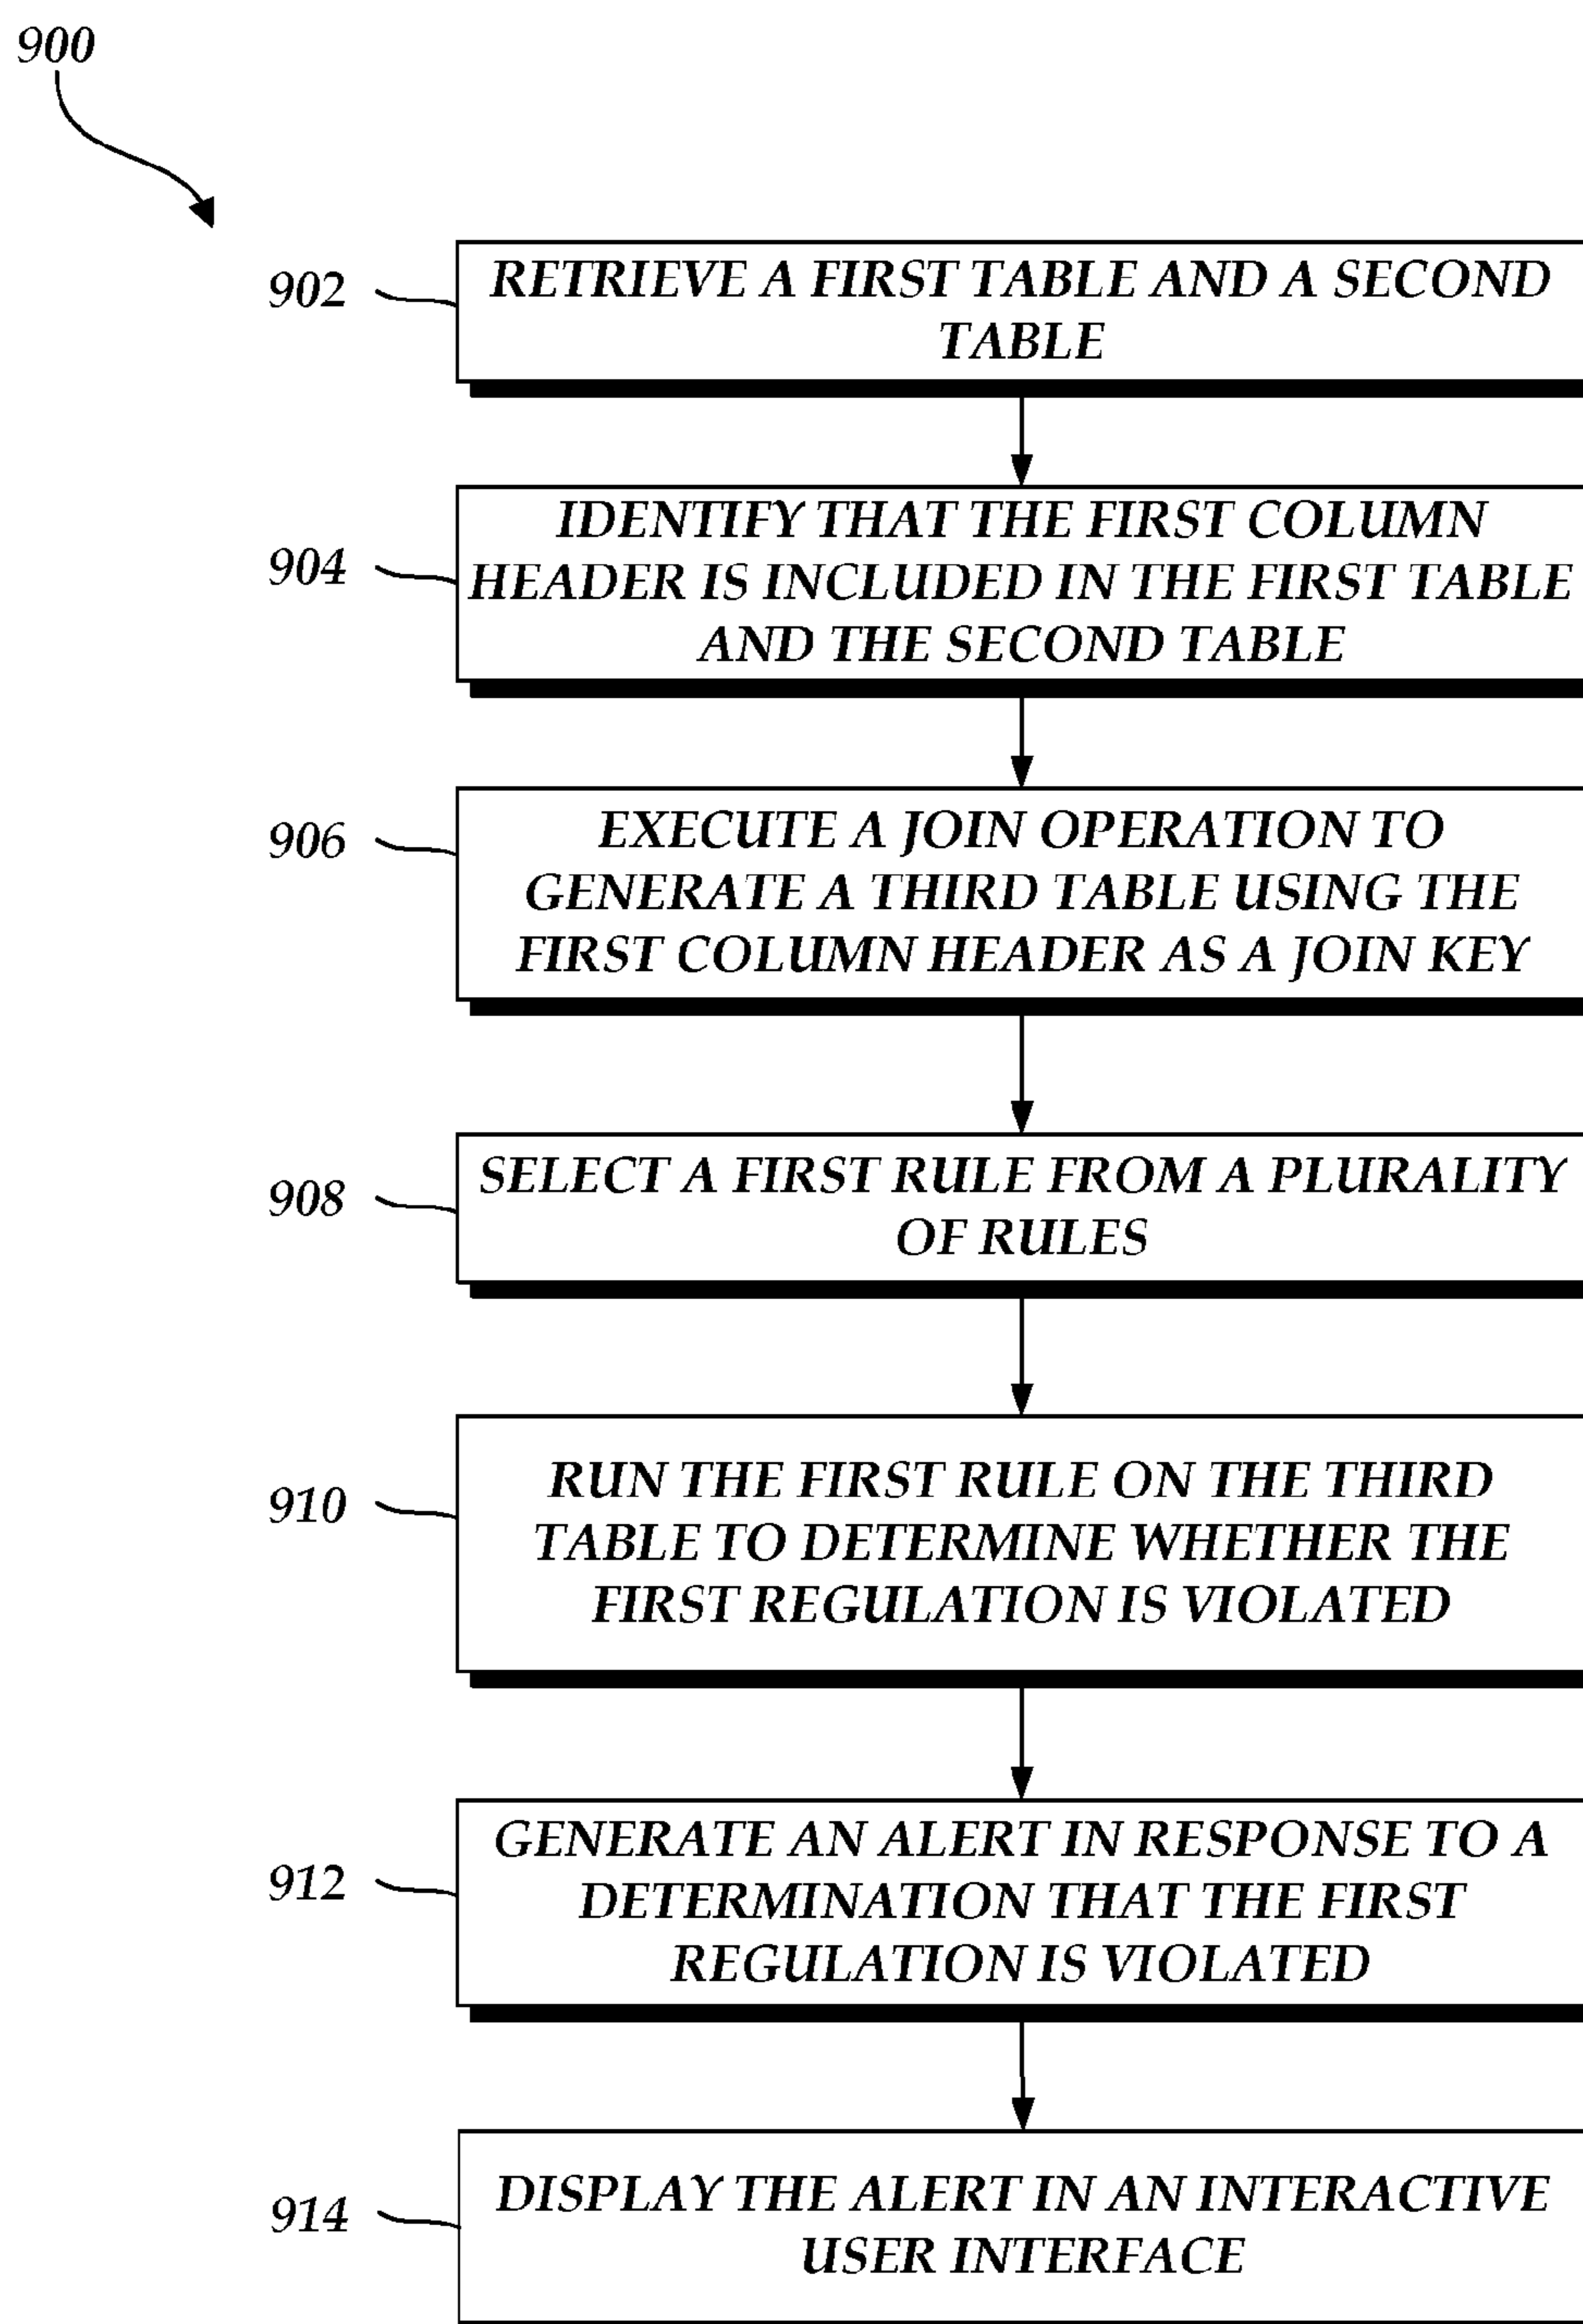 900
902
RETRIEVE A FIRST TABLE AND A SECOND
TABLE
904
IDENTIFY THAT THE FIRST COLUMN
HEADER IS INCLUDED IN THE FIRST TABLE
AND THE SECOND TABLE
906
EXECUTE A JOIN OPERATION TO
GENERATE A THIRD TABLE USING THE
FIRST COLUMN HEADER AS A JOIN KEY
908
SELECT A FIRST RULE FROM A PLURALITY
OF RULES
910
RUN THE FIRST RULE ON THE THIRD
TABLE TO DETERMINE WHETHER THE
FIRST REGULATION IS VIOLATED
912
GENERATE AN ALERT IN RESPONSE TO A
DETERMINATION THAT THE FIRST
REGULATION IS VIOLATED
914
DISPLAY THE ALERT IN AN INTERACTIVE
USER INTERFACE